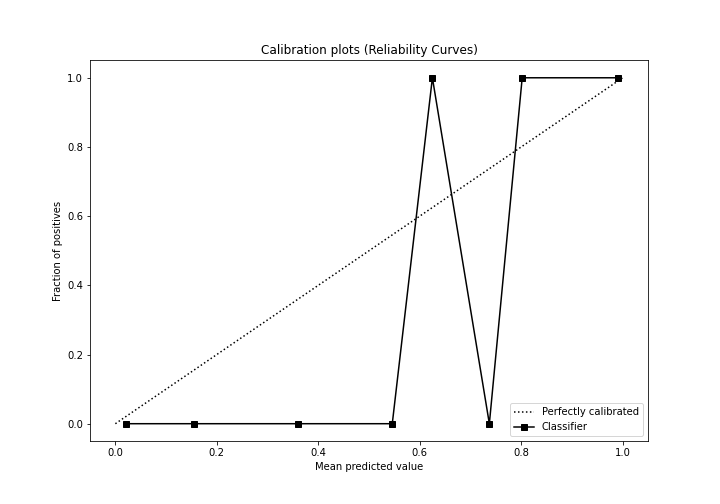 Calibration plots (Reliability Curves)
1.0
0.8
0.6
0.4
0.2
0.0
Fraction of positives
Perfectly calibrated
Classifier
0.0 0.2 0.4 0.6 0.8 1.0
Mean predicted value